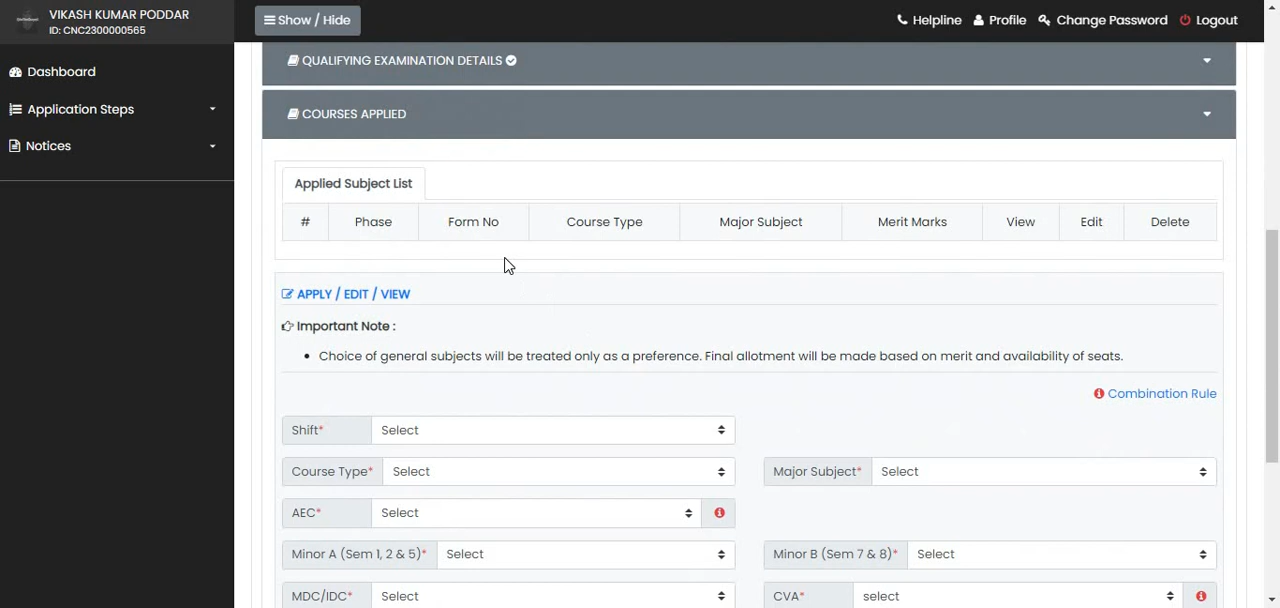 VIKASH KUMAR PODDAR
ID: CNC2300000565
Show / Hide
Helpline Profile Change Password Logout
Dashboard
Application Steps
Notices
QUALIFYING EXAMINATION DETAILS
COURSES APPLIED
Applied Subject List
# Phase Form No Course Type Major Subject Merit Marks View Edit Delete
APPLY / EDIT / VIEW
Important Note :
• Choice of general subjects will be treated only as a preference. Final allotment will be made based on merit and availability of seats.
Combination Rule
Shift* Select
Course Type* Select Major Subject* Select
AEC* Select
Minor A (Sem 1, 2 & 5)* Select Minor B (Sem 7 & 8)* Select
MDC/IDC* Select CVA* select